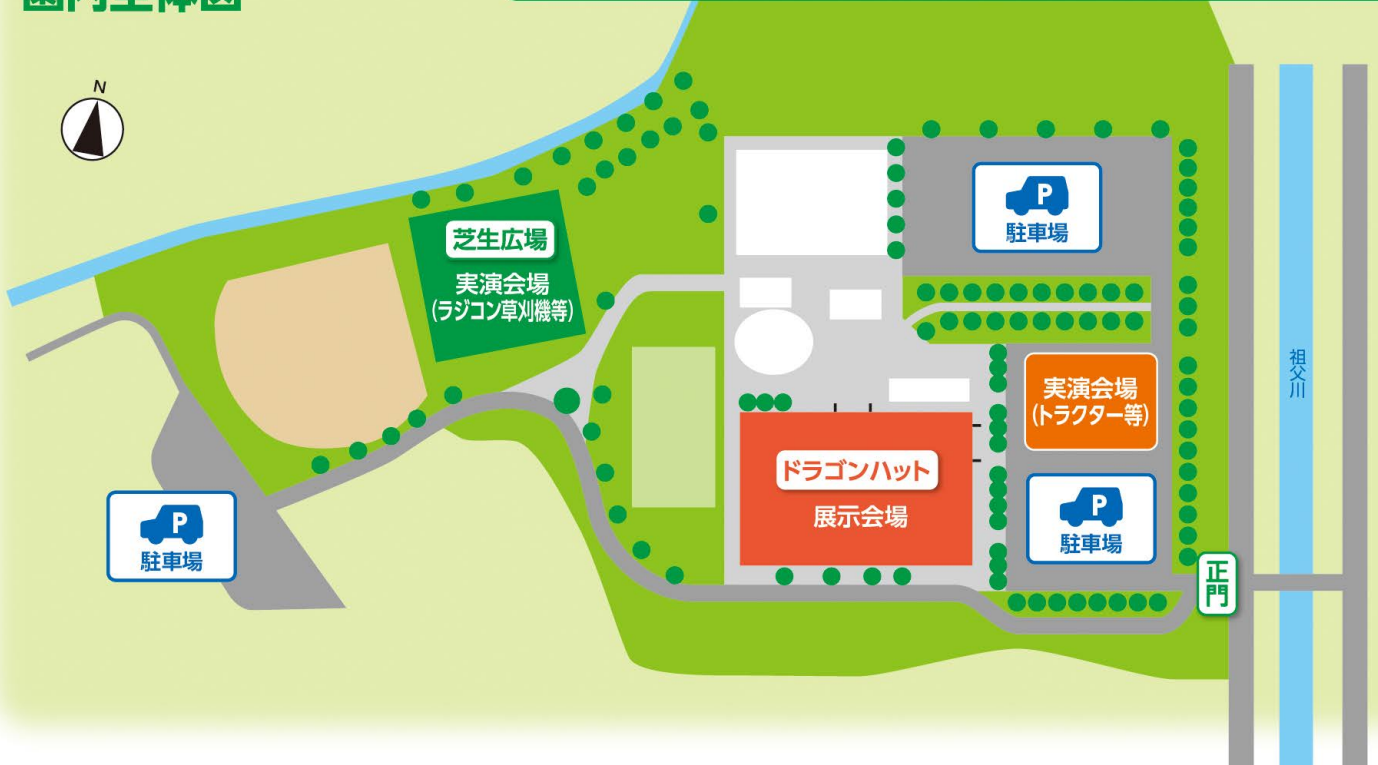 園内全体図
N
芝生広場
実演会場
(ラジコン草刈機等)
P
駐車場
実演会場
(トラクター等)
祖父川
ドラゴンハット
展示会場
P
駐車場
P
駐車場
正門